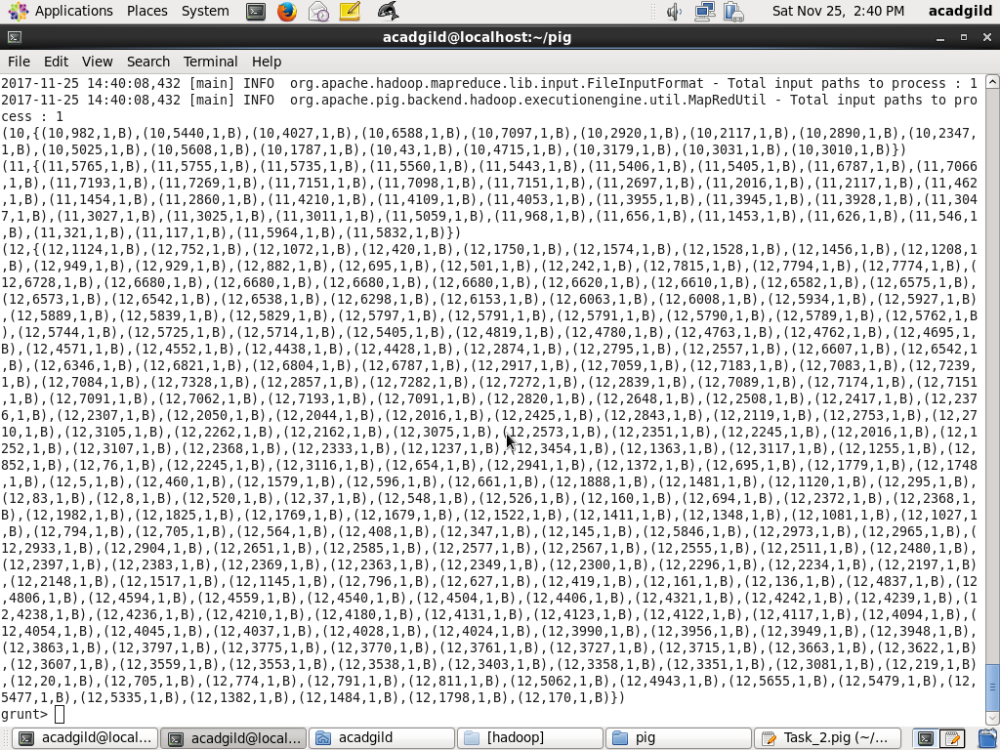 Applications Places System Sat Nov 25, 2:40 PM acadgild
acadgild@localhost:~/pig
File Edit View Search Terminal Help
2017-11-25 14:40:08,432 [main] INFO  org.apache.hadoop.mapreduce.lib.input.FileInputFormat - Total input paths to process : 1
2017-11-25 14:40:08,432 [main] INFO  org.apache.pig.backend.hadoop.executionengine.util.MapRedUtil - Total input paths to pro
cess : 1
(10,{(10,982,1,B),(10,5440,1,B),(10,4027,1,B),(10,6588,1,B),(10,7097,1,B),(10,2920,1,B),(10,2117,1,B),(10,2890,1,B),(10,2347,
1,B),(10,5025,1,B),(10,5608,1,B),(10,1787,1,B),(10,43,1,B),(10,4715,1,B),(10,3179,1,B),(10,3031,1,B),(10,3010,1,B)})
(11,{(11,5765,1,B),(11,5755,1,B),(11,5735,1,B),(11,5560,1,B),(11,5443,1,B),(11,5406,1,B),(11,5405,1,B),(11,6787,1,B),(11,7066
,1,B),(11,7193,1,B),(11,7269,1,B),(11,7151,1,B),(11,7098,1,B),(11,7151,1,B),(11,2697,1,B),(11,2016,1,B),(11,2117,1,B),(11,462
,1,B),(11,1454,1,B),(11,2860,1,B),(11,4210,1,B),(11,4109,1,B),(11,4053,1,B),(11,3955,1,B),(11,3945,1,B),(11,3928,1,B),(11,304
7,1,B),(11,3027,1,B),(11,3025,1,B),(11,3011,1,B),(11,5059,1,B),(11,968,1,B),(11,656,1,B),(11,1453,1,B),(11,626,1,B),(11,546,1
,B),(11,321,1,B),(11,117,1,B),(11,5964,1,B),(11,5832,1,B)})
(12,{(12,1124,1,B),(12,752,1,B),(12,1072,1,B),(12,420,1,B),(12,1750,1,B),(12,1574,1,B),(12,1528,1,B),(12,1456,1,B),(12,1208,1
,B),(12,949,1,B),(12,929,1,B),(12,882,1,B),(12,695,1,B),(12,501,1,B),(12,242,1,B),(12,7815,1,B),(12,7794,1,B),(12,7774,1,B),(
12,6728,1,B),(12,6680,1,B),(12,6680,1,B),(12,6680,1,B),(12,6680,1,B),(12,6620,1,B),(12,6610,1,B),(12,6582,1,B),(12,6575,1,B),
(12,6573,1,B),(12,6542,1,B),(12,6538,1,B),(12,6298,1,B),(12,6153,1,B),(12,6063,1,B),(12,6008,1,B),(12,5934,1,B),(12,5927,1,B)
,(12,5889,1,B),(12,5839,1,B),(12,5829,1,B),(12,5797,1,B),(12,5791,1,B),(12,5791,1,B),(12,5790,1,B),(12,5789,1,B),(12,5762,1,B
),(12,5744,1,B),(12,5725,1,B),(12,5714,1,B),(12,5405,1,B),(12,4819,1,B),(12,4780,1,B),(12,4763,1,B),(12,4762,1,B),(12,4695,1,
B),(12,4571,1,B),(12,4552,1,B),(12,4438,1,B),(12,4428,1,B),(12,2874,1,B),(12,2795,1,B),(12,2557,1,B),(12,6607,1,B),(12,6542,1
,B),(12,6346,1,B),(12,6821,1,B),(12,6804,1,B),(12,6787,1,B),(12,2917,1,B),(12,7059,1,B),(12,7183,1,B),(12,7083,1,B),(12,7239,
1,B),(12,7084,1,B),(12,7328,1,B),(12,2857,1,B),(12,7282,1,B),(12,7272,1,B),(12,2839,1,B),(12,7089,1,B),(12,7174,1,B),(12,7151
,1,B),(12,7091,1,B),(12,7062,1,B),(12,7193,1,B),(12,7091,1,B),(12,2820,1,B),(12,2648,1,B),(12,2508,1,B),(12,2417,1,B),(12,237
6,1,B),(12,2307,1,B),(12,2050,1,B),(12,2044,1,B),(12,2016,1,B),(12,2425,1,B),(12,2843,1,B),(12,2119,1,B),(12,2753,1,B),(12,27
10,1,B),(12,3105,1,B),(12,2262,1,B),(12,2162,1,B),(12,3075,1,B),(12,2573,1,B),(12,2351,1,B),(12,2245,1,B),(12,2016,1,B),(12,1
252,1,B),(12,3107,1,B),(12,2368,1,B),(12,2333,1,B),(12,1237,1,B),(12,3454,1,B),(12,1363,1,B),(12,3117,1,B),(12,1255,1,B),(12,
852,1,B),(12,76,1,B),(12,2245,1,B),(12,3116,1,B),(12,654,1,B),(12,2941,1,B),(12,1372,1,B),(12,695,1,B),(12,1779,1,B),(12,1748
,1,B),(12,5,1,B),(12,460,1,B),(12,1579,1,B),(12,596,1,B),(12,661,1,B),(12,1888,1,B),(12,1481,1,B),(12,1120,1,B),(12,295,1,B),
(12,83,1,B),(12,8,1,B),(12,520,1,B),(12,37,1,B),(12,548,1,B),(12,526,1,B),(12,160,1,B),(12,694,1,B),(12,2372,1,B),(12,2368,1,
B),(12,1982,1,B),(12,1825,1,B),(12,1769,1,B),(12,1679,1,B),(12,1522,1,B),(12,1411,1,B),(12,1348,1,B),(12,1081,1,B),(12,1027,1
,B),(12,794,1,B),(12,705,1,B),(12,564,1,B),(12,408,1,B),(12,347,1,B),(12,145,1,B),(12,5846,1,B),(12,2973,1,B),(12,2965,1,B),(
12,2933,1,B),(12,2904,1,B),(12,2651,1,B),(12,2585,1,B),(12,2577,1,B),(12,2567,1,B),(12,2555,1,B),(12,2511,1,B),(12,2480,1,B),
(12,2397,1,B),(12,2383,1,B),(12,2369,1,B),(12,2363,1,B),(12,2349,1,B),(12,2300,1,B),(12,2296,1,B),(12,2234,1,B),(12,2197,1,B)
,(12,2148,1,B),(12,1517,1,B),(12,1145,1,B),(12,796,1,B),(12,627,1,B),(12,419,1,B),(12,161,1,B),(12,136,1,B),(12,4837,1,B),(12
,4806,1,B),(12,4594,1,B),(12,4559,1,B),(12,4540,1,B),(12,4504,1,B),(12,4406,1,B),(12,4321,1,B),(12,4242,1,B),(12,4239,1,B),(1
2,4238,1,B),(12,4236,1,B),(12,4210,1,B),(12,4180,1,B),(12,4131,1,B),(12,4123,1,B),(12,4122,1,B),(12,4117,1,B),(12,4094,1,B),(
12,4054,1,B),(12,4045,1,B),(12,4037,1,B),(12,4028,1,B),(12,4024,1,B),(12,3990,1,B),(12,3956,1,B),(12,3949,1,B),(12,3948,1,B),
(12,3863,1,B),(12,3797,1,B),(12,3775,1,B),(12,3770,1,B),(12,3761,1,B),(12,3727,1,B),(12,3715,1,B),(12,3663,1,B),(12,3622,1,B)
,(12,3607,1,B),(12,3559,1,B),(12,3553,1,B),(12,3538,1,B),(12,3403,1,B),(12,3358,1,B),(12,3351,1,B),(12,3081,1,B),(12,219,1,B)
,(12,20,1,B),(12,705,1,B),(12,774,1,B),(12,791,1,B),(12,811,1,B),(12,5062,1,B),(12,4943,1,B),(12,5655,1,B),(12,5479,1,B),(12,
5477,1,B),(12,5335,1,B),(12,1382,1,B),(12,1484,1,B),(12,1798,1,B),(12,170,1,B)})
grunt>
acadgild@local... acadgild@local... acadgild [hadoop] pig Task_2.pig (~/...